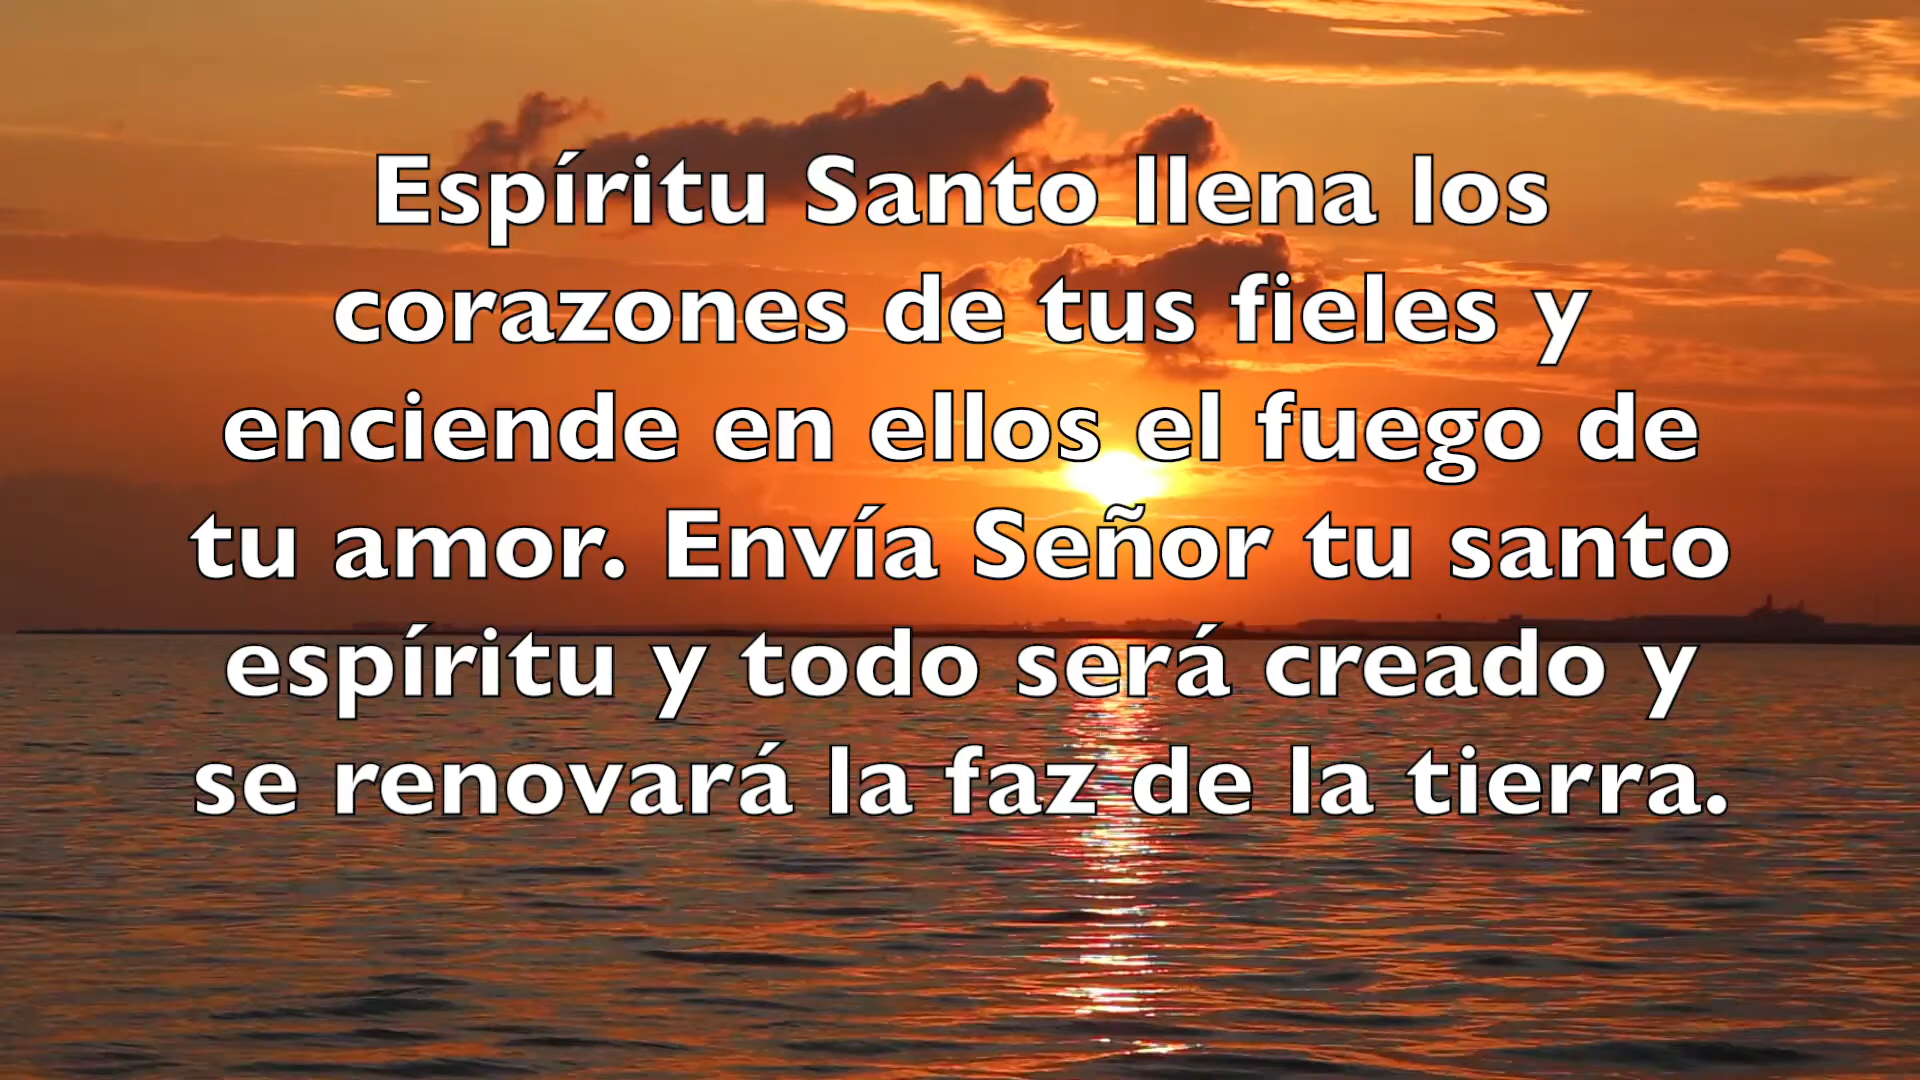 Espíritu Santo llena los
corazones de tus fieles y
enciende en ellos el fuego de
tu amor. Envía Señor tu santo
espíritu y todo será creado y
se renovará la faz de la tierra.